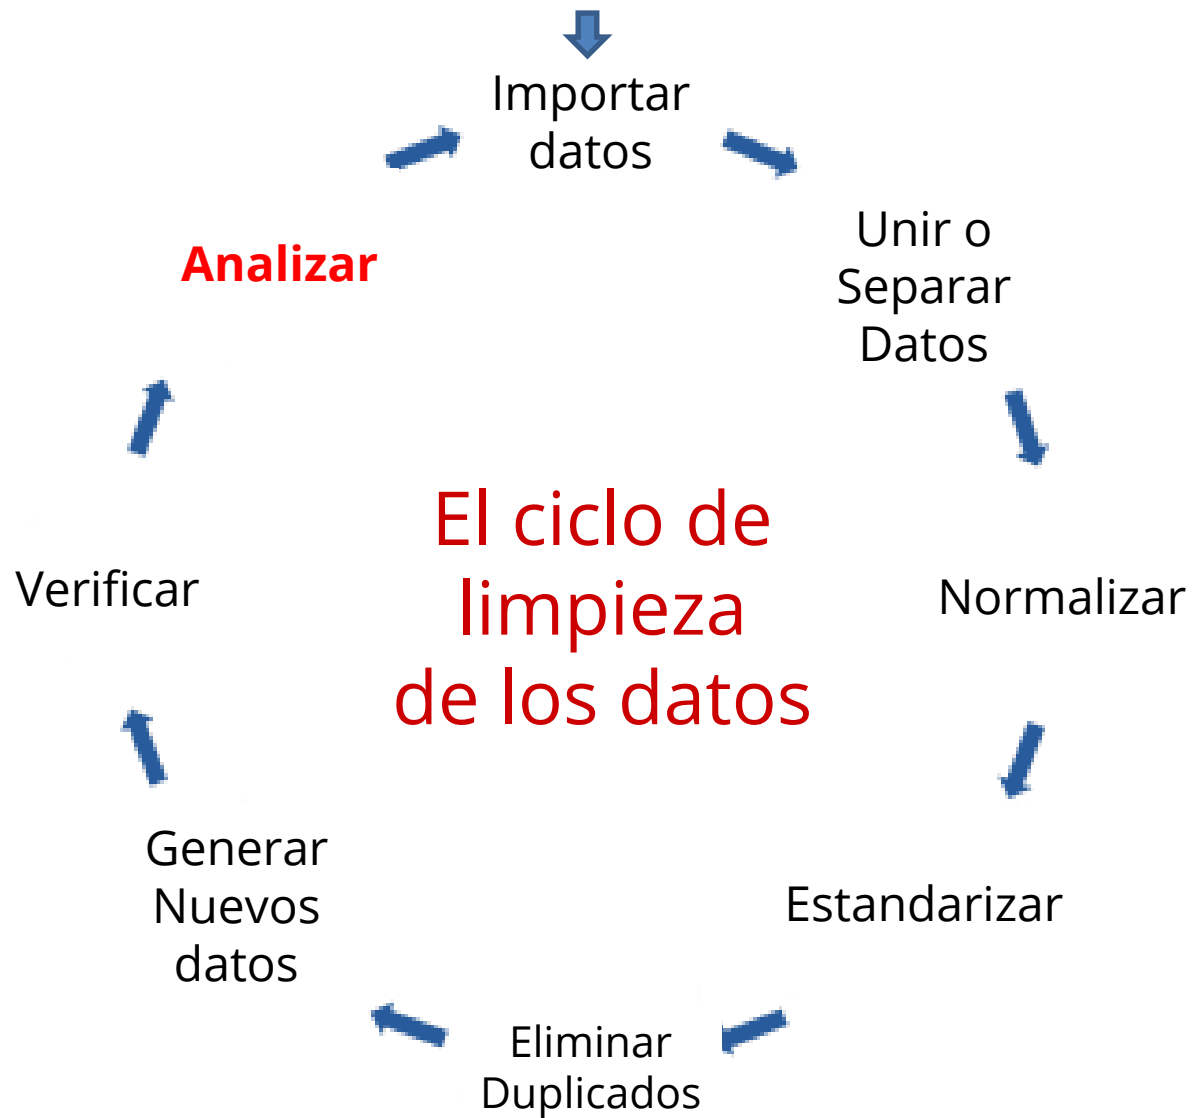 Importar
datos
Unir o
Separar
Datos
Normalizar
Estandarizar
Eliminar
Duplicados
Generar
Nuevos
datos
Verificar
Analizar
El ciclo de
limpieza
de los datos